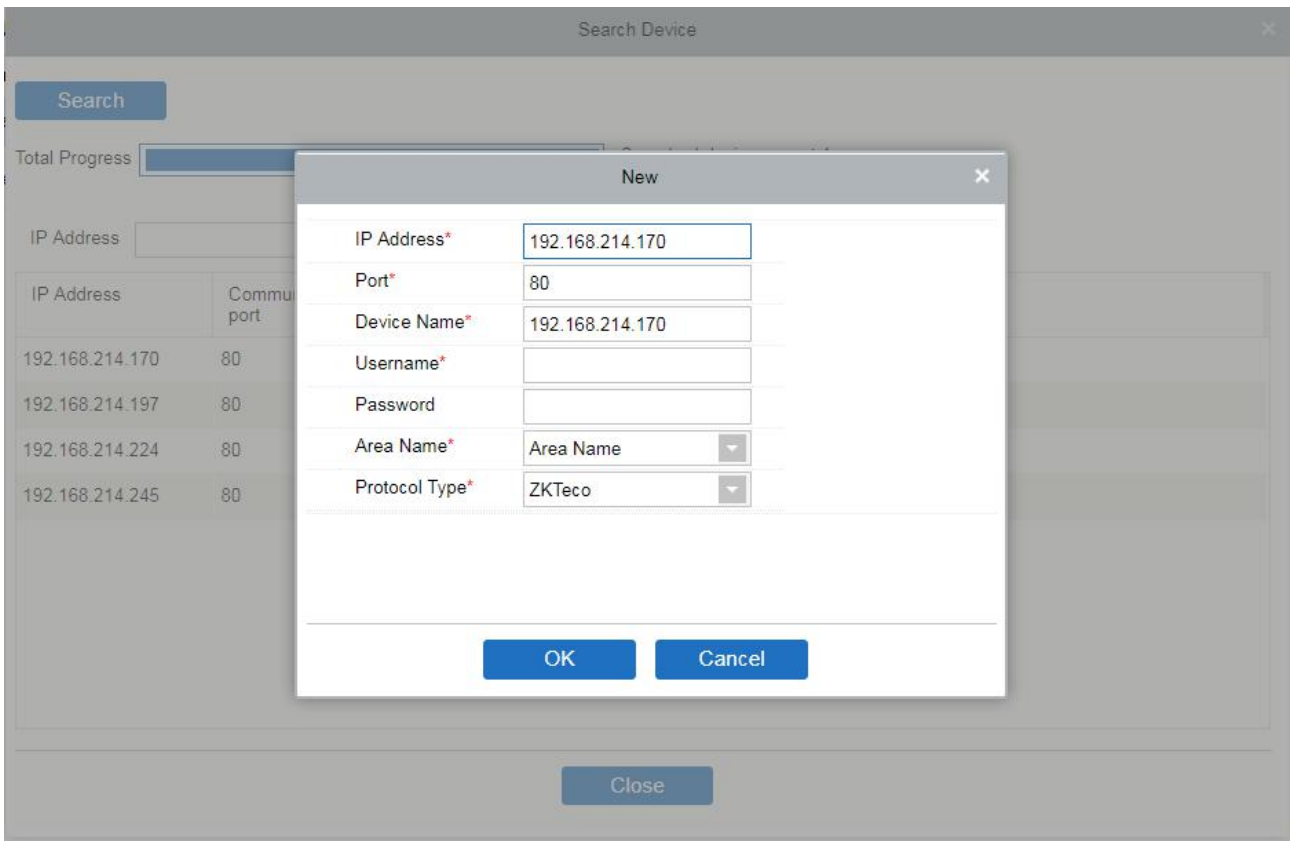 Search Device
Search
Total Progress
New
IP Address
IP Address* 192.168.214.170
Port* 80
Device Name* 192.168.214.170
Username*
Password
Area Name* Area Name
Protocol Type* ZKTeco
IP Address
port
192.168.214.170 80
192.168.214.197 80
192.168.214.224 80
192.168.214.245 80
OK Cancel
Close